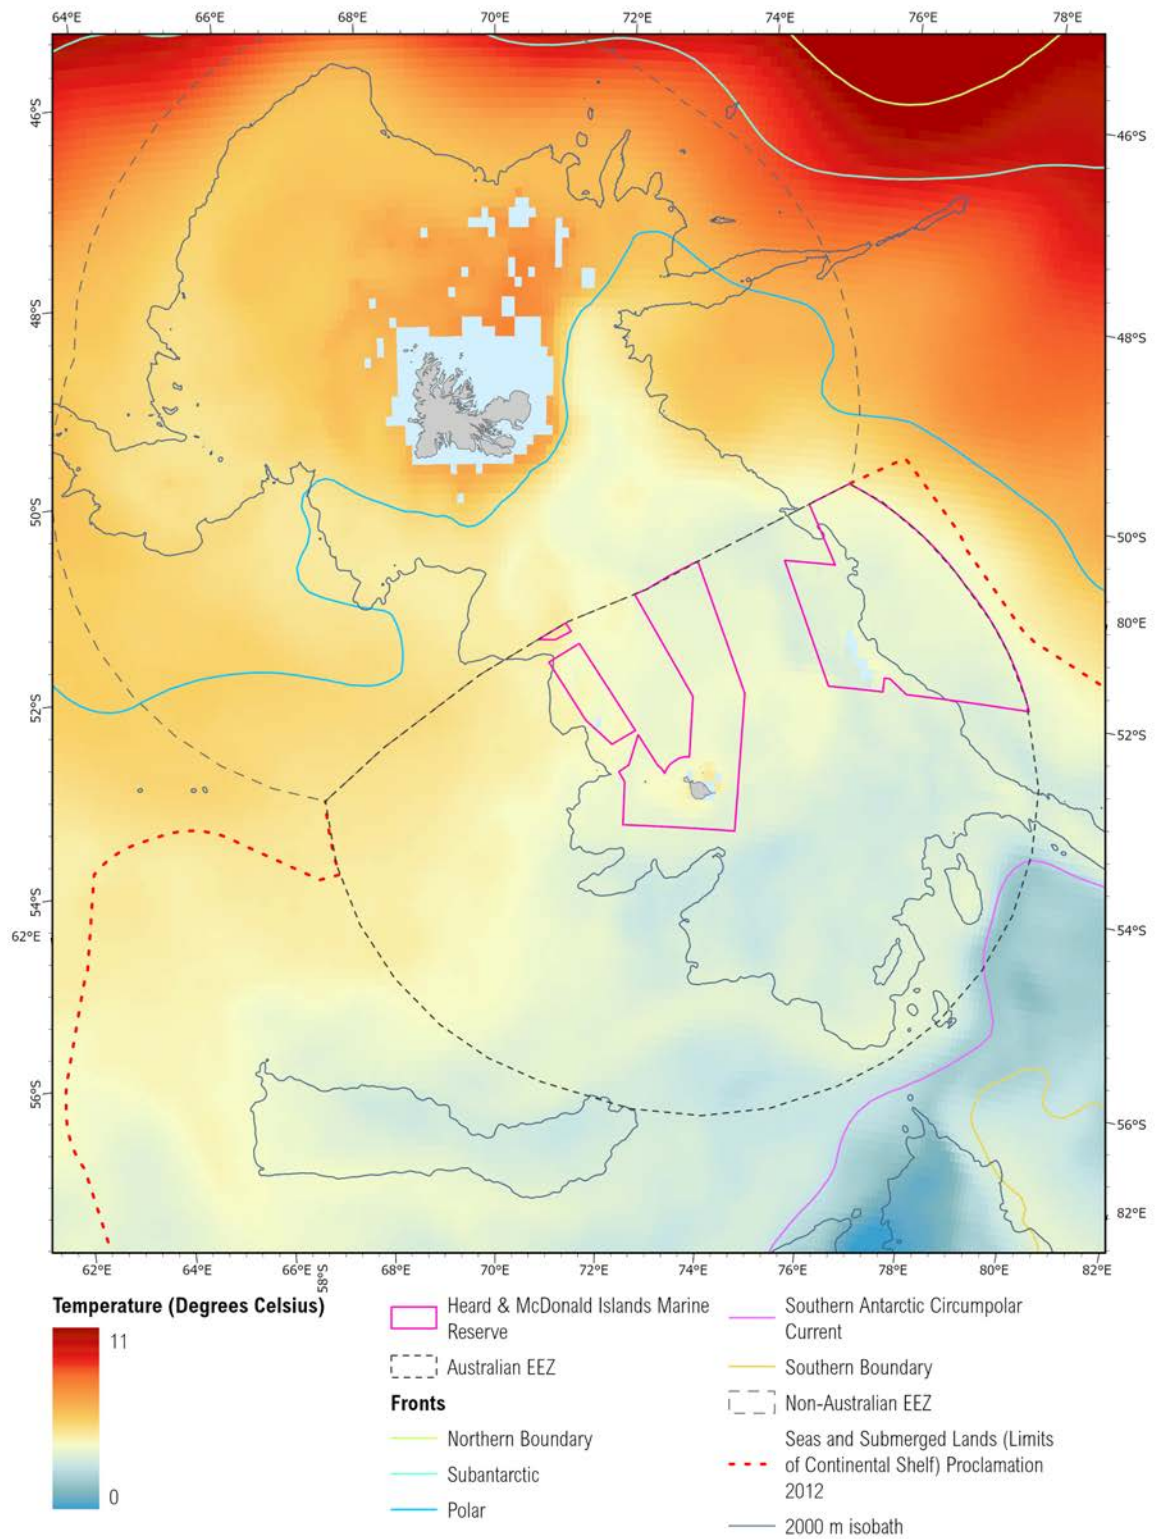 64°E 66°E 68°E 70°E 72°E 74°E 76°E 78°E
46°S
46°S
48°S
48°S
50°S
50°S
80°E
52°S
52°S
54°S
54°S
62°E
56°S
56°S
82°E
62°E 64°E 66°E 58°S 68°E 70°E 72°E 74°E 76°E 78°E 80°E 82°E
Temperature (Degrees Celsius)
11
0
Heard & McDonald Islands Marine
Reserve
Australian EEZ
Fronts
Northern Boundary
Subantarctic
Polar
Southern Antarctic Circumpolar
Current
Southern Boundary
Non-Australian EEZ
Seas and Submerged Lands (Limits
of Continental Shelf) Proclamation
2012
2000 m isobath